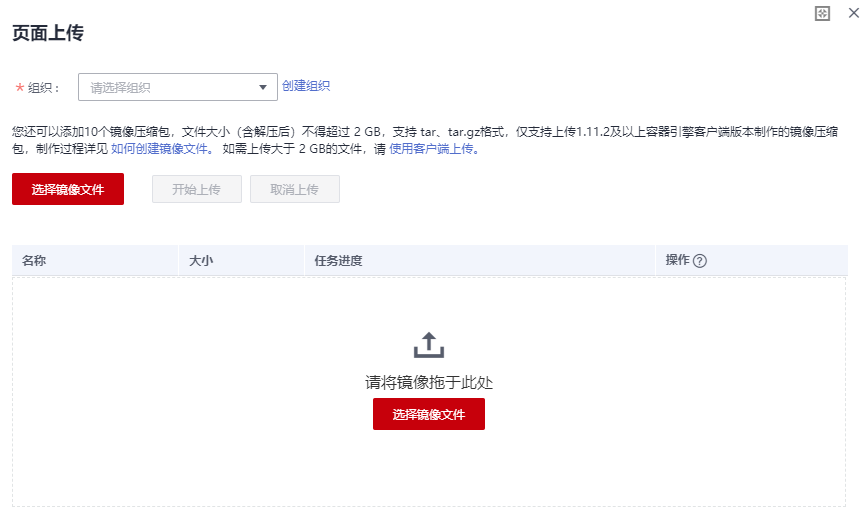 页面上传
* 组织： 请选择组织 创建组织
您还可以添加10个镜像压缩包，文件大小（含解压后）不得超过 2 GB，支持 tar、tar.gz格式，仅支持上传1.11.2及以上容器引擎客户端版本制作的镜像压缩
包，制作过程详见 如何创建镜像文件。 如需上传大于 2 GB的文件，请 使用客户端上传。
选择镜像文件 开始上传 取消上传
名称 大小 任务进度 操作 ?
请将镜像拖于此处
选择镜像文件